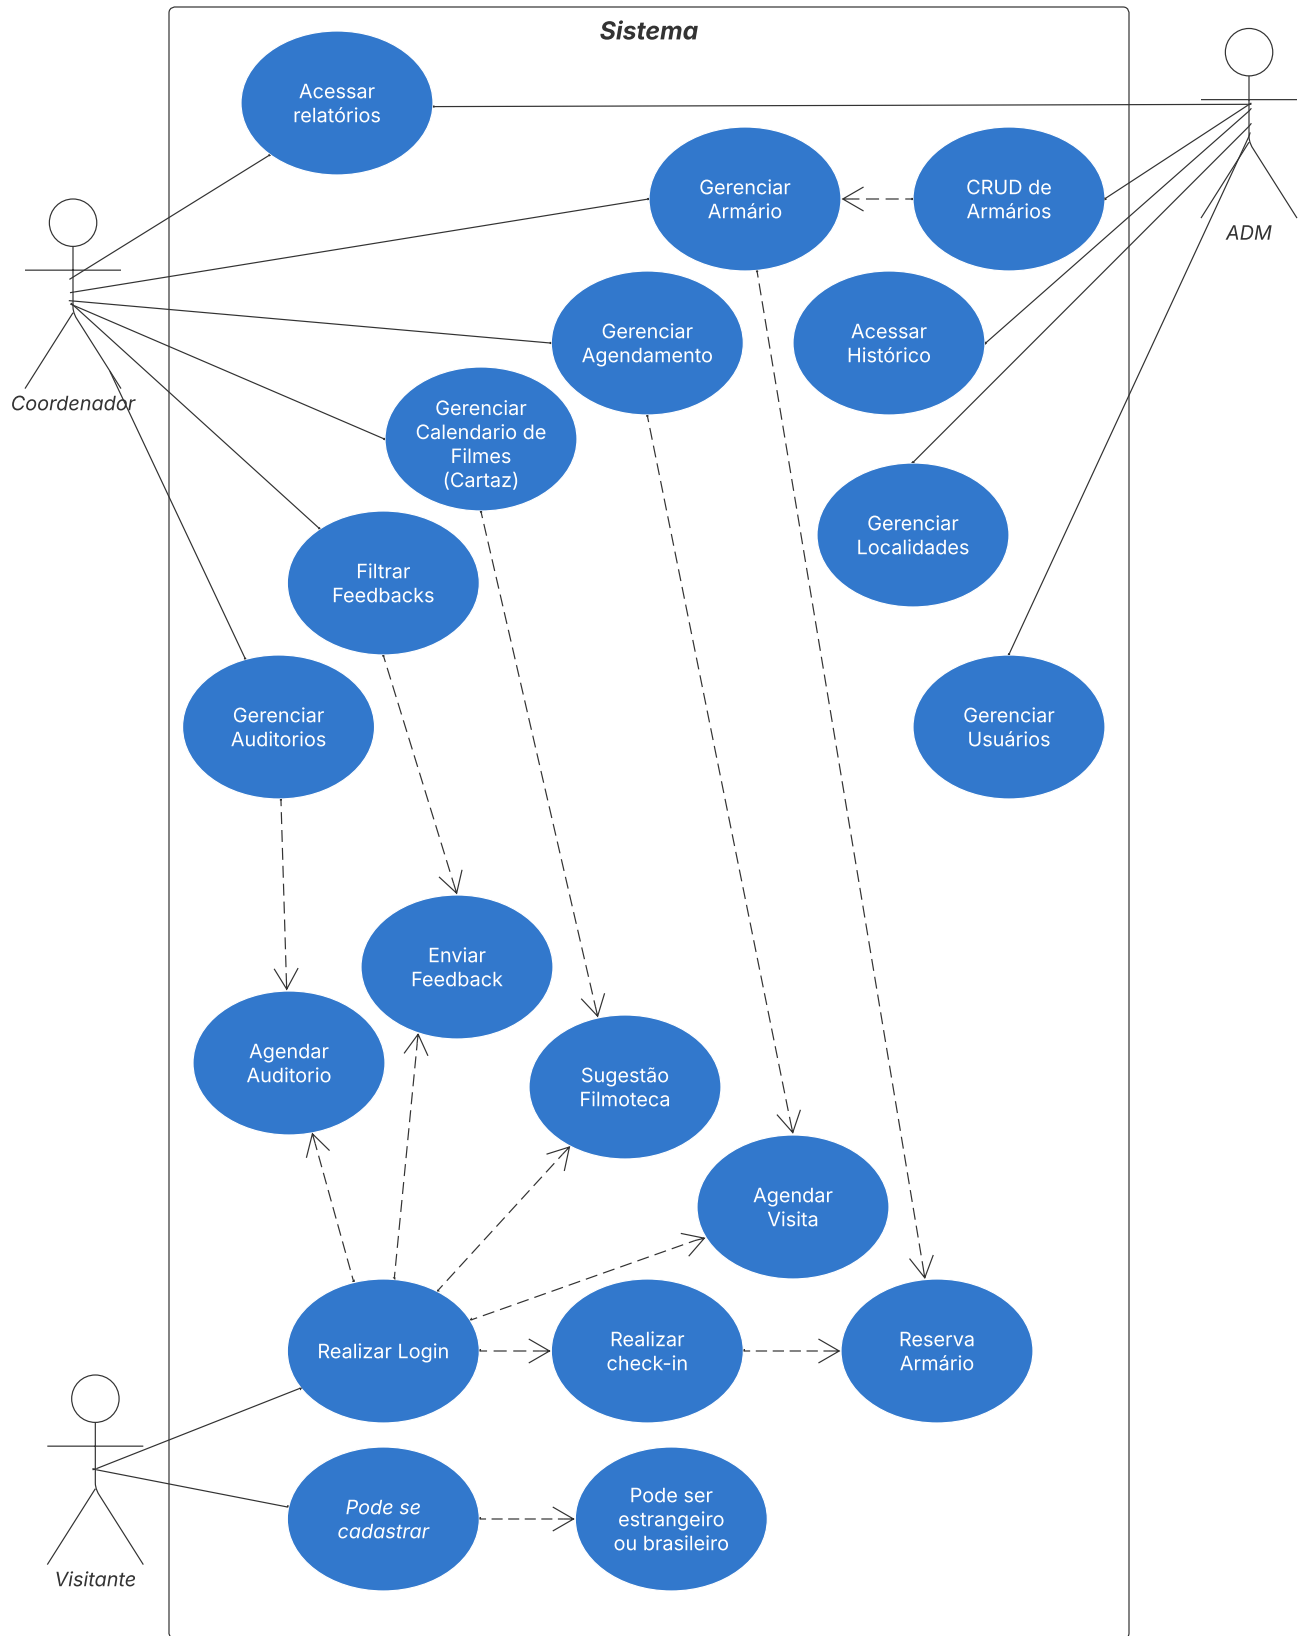 Sistema
Acessar
relatórios
Gerenciar
Armário
CRUD de
Armários
ADM
Gerenciar
Agendamento
Acessar
Histórico
Coordenador
Gerenciar
Calendario de
Filmes
(Cartaz)
Gerenciar
Localidades
Filtrar
Feedbacks
Gerenciar
Auditorios
Gerenciar
Usuários
Enviar
Feedback
Agendar
Auditorio
Sugestão
Filmoteca
Agendar
Visita
Realizar Login
Realizar
check-in
Reserva
Armário
Pode se
cadastrar
Pode ser
estrangeiro
ou brasileiro
Visitante